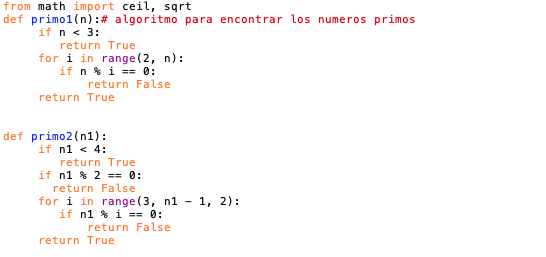 from math import ceil, sqrt
def primo1(n):# algoritmo para encontrar los numeros primos
     if n < 3:
        return True
     for i in range(2, n):
        if n % i == 0:
            return False
     return True
def primo2(n1):
     if n1 < 4:
        return True
     if n1 % 2 == 0:
       return False
     for i in range(3, n1 - 1, 2):
        if n1 % i == 0:
            return False
     return True